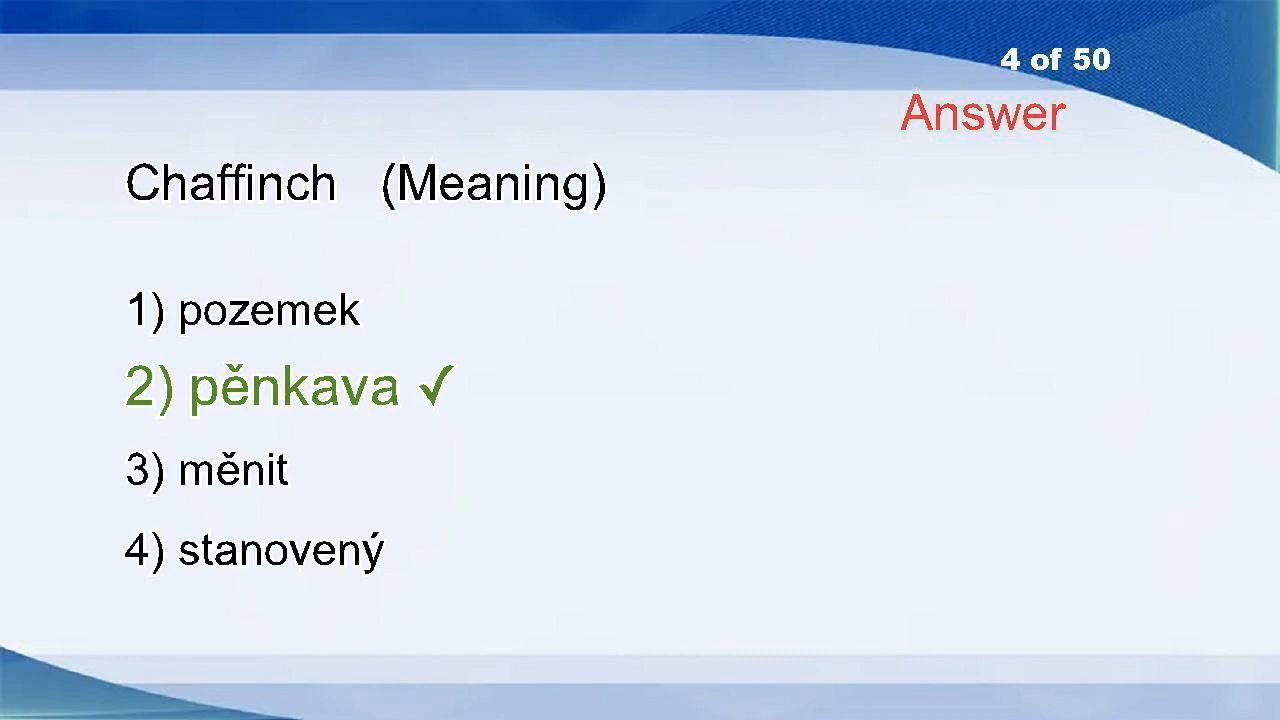 4 of 50
Answer
Chaffinch (Meaning)
1) pozemek
2) pěnkava ✓
3) měnit
4) stanovený